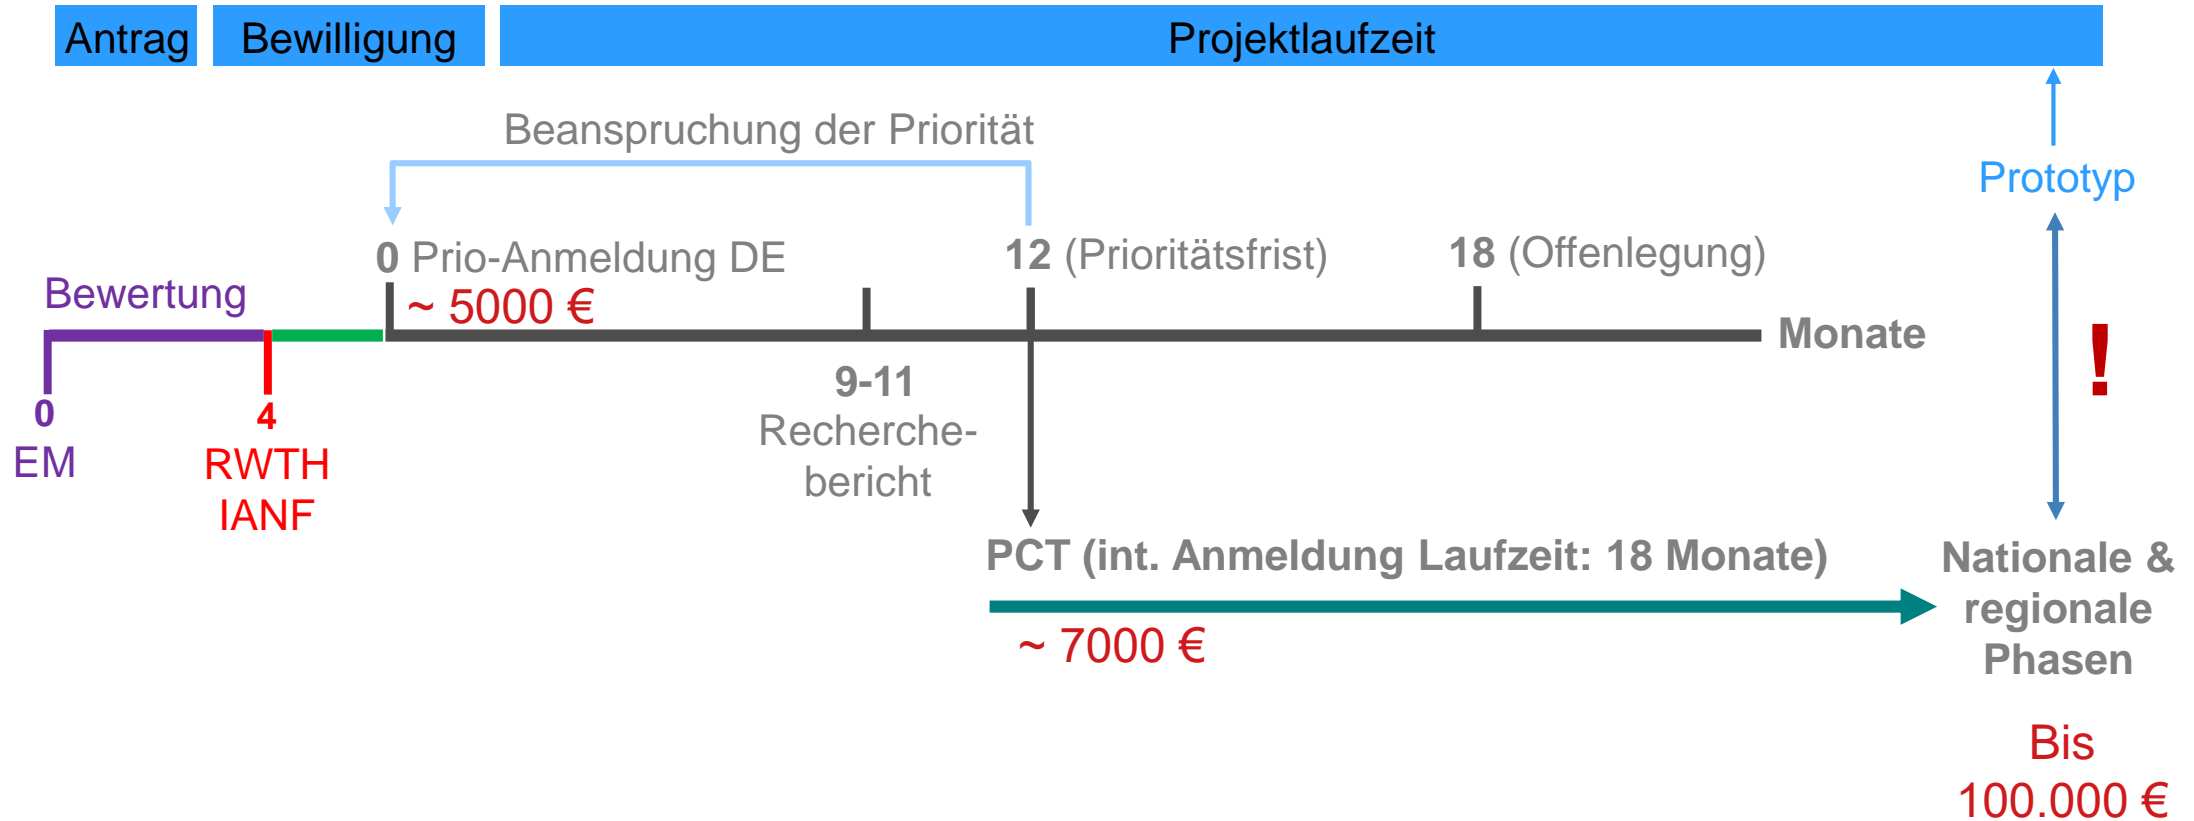 Antrag
Bewilligung
Projektlaufzeit
Beanspruchung der Priorität
Prototyp
0 Prio-Anmeldung DE
12 (Prioritätsfrist)
18 (Offenlegung)
Bewertung
~ 5000 €
Monate
!
0
EM
4
RWTH
IANF
9-11
Recherche-
bericht
PCT (int. Anmeldung Laufzeit: 18 Monate)
~ 7000 €
Nationale &
regionale
Phasen
Bis
100.000 €